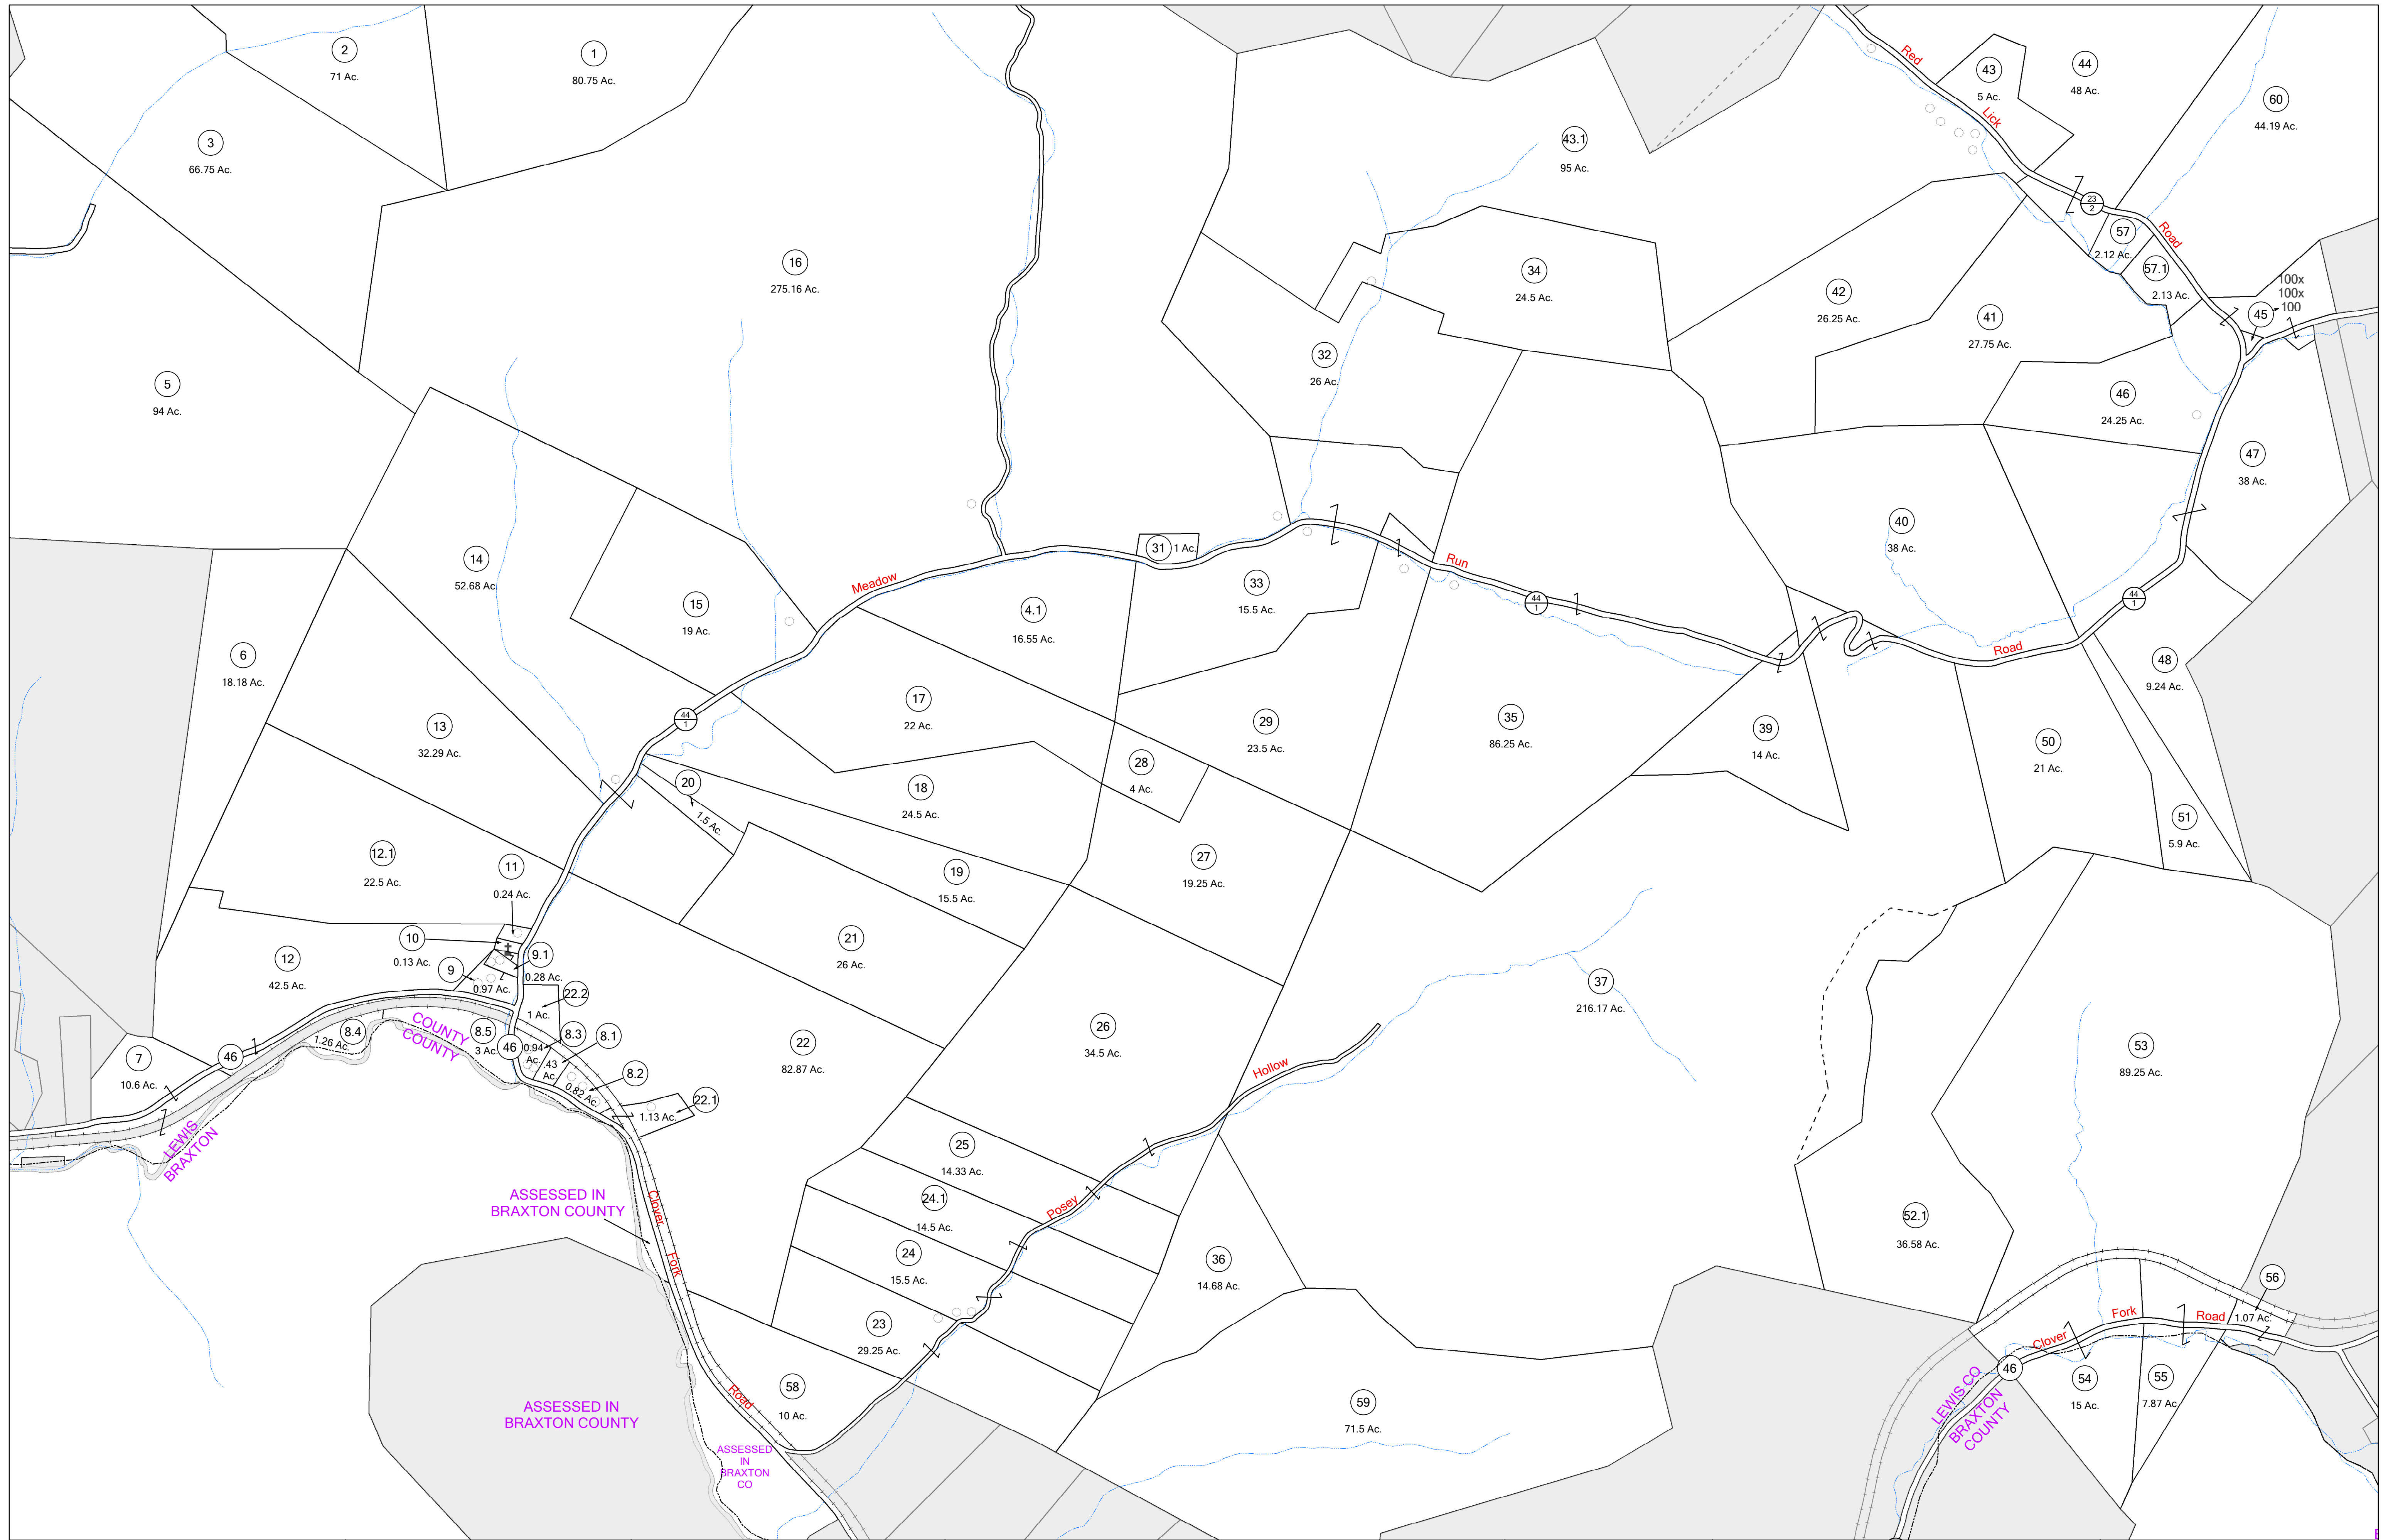 2
71 Ac.
1
80.75 Ac.
3
66.75 Ac.
16
275.16 Ac.
5
94 Ac.
43.1
95 Ac.
Red
Lick
Road
43
5 Ac.
44
48 Ac.
60
44.19 Ac.
23
2
57
2.12 Ac.
57.1
2.13 Ac.
100x
100x
100
45
34
24.5 Ac.
32
26 Ac.
42
26.25 Ac.
41
27.75 Ac.
46
24.25 Ac.
47
38 Ac.
40
38 Ac.
14
52.68 Ac.
15
19 Ac.
Meadow
Run
Road
31
1 Ac.
33
15.5 Ac.
4.1
16.55 Ac.
44
1
44
1
44
1
6
18.18 Ac.
13
32.29 Ac.
17
22 Ac.
29
23.5 Ac.
35
86.25 Ac.
39
14 Ac.
50
21 Ac.
48
9.24 Ac.
51
5.9 Ac.
20
1.5 Ac.
18
24.5 Ac.
28
4 Ac.
12.1
22.5 Ac.
11
0.24 Ac.
19
15.5 Ac.
27
19.25 Ac.
10
0.13 Ac.
9.1
0.28 Ac.
9
0.97 Ac.
12
42.5 Ac.
21
26 Ac.
22.2
1 Ac.
37
216.17 Ac.
7
10.6 Ac.
46
8.4
1.26 Ac.
COUNTY
COUNTY
8.5
3 Ac.
46
8.3
0.94
Ac.
8.1
.43
Ac.
8.2
0.82 Ac.
22.1
1.13 Ac.
22
82.87 Ac.
26
34.5 Ac.
53
89.25 Ac.
Posey
Hollow
LEWIS
BRAXTON
25
14.33 Ac.
24.1
14.5 Ac.
24
15.5 Ac.
23
29.25 Ac.
36
14.68 Ac.
52.1
36.58 Ac.
ASSESSED IN
BRAXTON COUNTY
Clover
Fork
Road
58
10 Ac.
59
71.5 Ac.
ASSESSED IN
BRAXTON COUNTY
ASSESSED
IN
BRAXTON
CO
56
1.07 Ac.
Clover
Fork
Road
46
LEWIS CO
BRAXTON
COUNTY
54
15 Ac.
55
7.87 Ac.